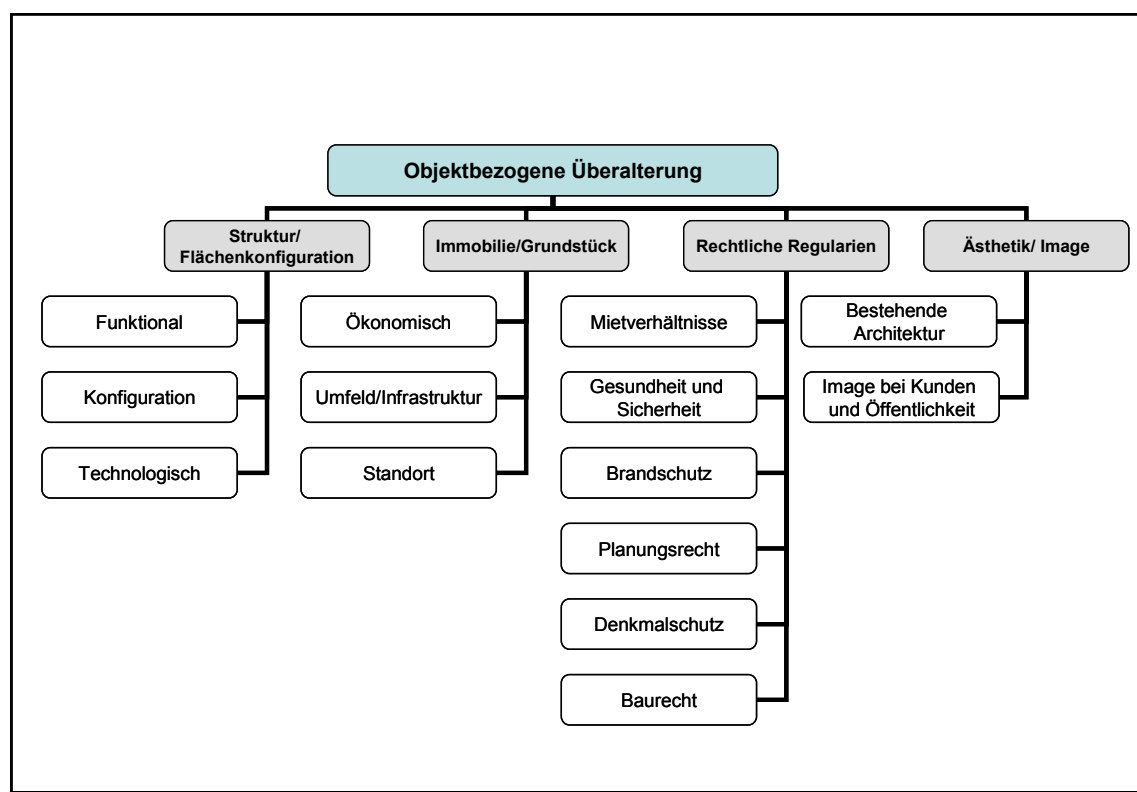 Objektbezogene Überalterung
Struktur/
Flächenkonfiguration
Immobilie/Grundstück
Rechtliche Regularien
Ästhetik/ Image
Funktional
Konfiguration
Technologisch
Ökonomisch
Umfeld/Infrastruktur
Standort
Mietverhältnisse
Gesundheit und
Sicherheit
Brandschutz
Planungsrecht
Denkmalschutz
Baurecht
Bestehende
Architektur
Image bei Kunden
und Öffentlichkeit